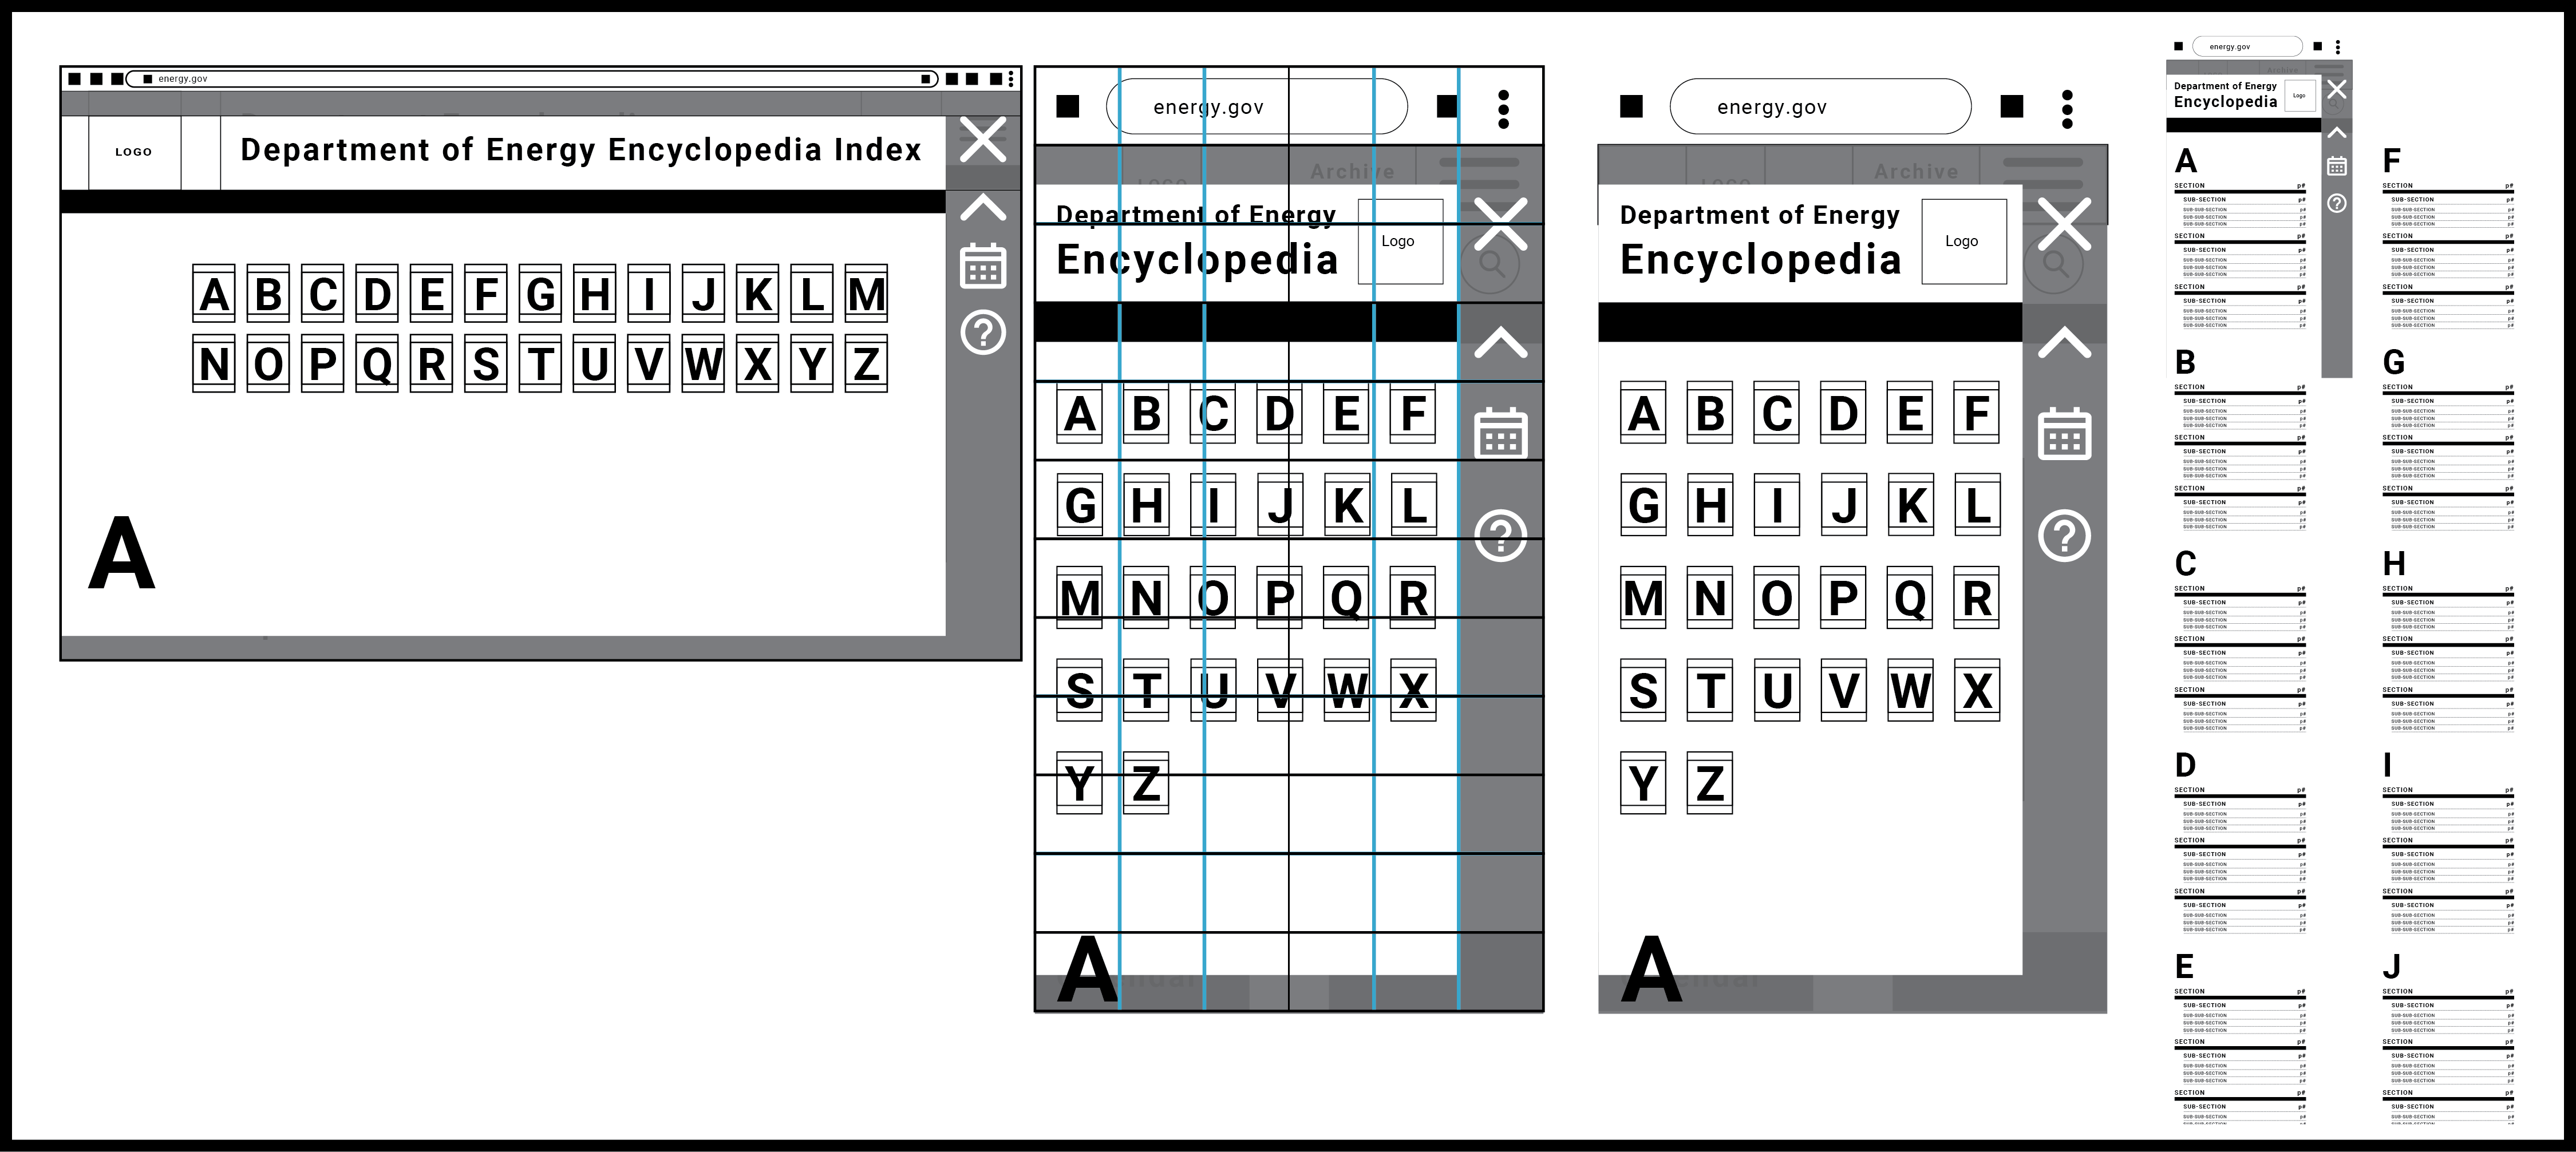 energy.gov
LOGO
Department of Energy Encyclopedia Index
A B C D E F G H I J K L M
N O P Q R S T U V W X Y Z
A
energy.gov
Archive
LOGO
Department of Energy
Encyclopedia
Logo
A B C D E F
G H I J K L
M N O P Q R
S T U V W X
Y Z
A
energy.gov
Archive
LOGO
Department of Energy
Encyclopedia
Logo
A B C D E F
G H I J K L
M N O P Q R
S T U V W X
Y Z
A
energy.gov
Archive
Department of Energy
Encyclopedia
Logo
A
SECTION p#
SUB-SECTION p#
SUB-SUB-SECTION p#
SUB-SUB-SECTION p#
SUB-SUB-SECTION p#
SECTION p#
SUB-SECTION p#
SUB-SUB-SECTION p#
SUB-SUB-SECTION p#
SUB-SUB-SECTION p#
SECTION p#
SUB-SECTION p#
SUB-SUB-SECTION p#
SUB-SUB-SECTION p#
SUB-SUB-SECTION p#
B
SECTION p#
SUB-SECTION p#
SUB-SUB-SECTION p#
SUB-SUB-SECTION p#
SUB-SUB-SECTION p#
SECTION p#
SUB-SECTION p#
SUB-SUB-SECTION p#
SUB-SUB-SECTION p#
SUB-SUB-SECTION p#
SECTION p#
SUB-SECTION p#
SUB-SUB-SECTION p#
SUB-SUB-SECTION p#
SUB-SUB-SECTION p#
C
SECTION p#
SUB-SECTION p#
SUB-SUB-SECTION p#
SUB-SUB-SECTION p#
SUB-SUB-SECTION p#
SECTION p#
SUB-SECTION p#
SUB-SUB-SECTION p#
SUB-SUB-SECTION p#
SUB-SUB-SECTION p#
SECTION p#
SUB-SECTION p#
SUB-SUB-SECTION p#
SUB-SUB-SECTION p#
SUB-SUB-SECTION p#
D
SECTION p#
SUB-SECTION p#
SUB-SUB-SECTION p#
SUB-SUB-SECTION p#
SUB-SUB-SECTION p#
SECTION p#
SUB-SECTION p#
SUB-SUB-SECTION p#
SUB-SUB-SECTION p#
SUB-SUB-SECTION p#
SECTION p#
SUB-SECTION p#
SUB-SUB-SECTION p#
SUB-SUB-SECTION p#
SUB-SUB-SECTION p#
E
SECTION p#
SUB-SECTION p#
SUB-SUB-SECTION p#
SUB-SUB-SECTION p#
SUB-SUB-SECTION p#
SECTION p#
SUB-SECTION p#
SUB-SUB-SECTION p#
SUB-SUB-SECTION p#
SUB-SUB-SECTION p#
SECTION p#
SUB-SECTION p#
SUB-SUB-SECTION p#
F
SECTION p#
SUB-SECTION p#
SUB-SUB-SECTION p#
SUB-SUB-SECTION p#
SUB-SUB-SECTION p#
SECTION p#
SUB-SECTION p#
SUB-SUB-SECTION p#
SUB-SUB-SECTION p#
SUB-SUB-SECTION p#
SECTION p#
SUB-SECTION p#
SUB-SUB-SECTION p#
SUB-SUB-SECTION p#
SUB-SUB-SECTION p#
G
SECTION p#
SUB-SECTION p#
SUB-SUB-SECTION p#
SUB-SUB-SECTION p#
SUB-SUB-SECTION p#
SECTION p#
SUB-SECTION p#
SUB-SUB-SECTION p#
SUB-SUB-SECTION p#
SUB-SUB-SECTION p#
SECTION p#
SUB-SECTION p#
SUB-SUB-SECTION p#
SUB-SUB-SECTION p#
SUB-SUB-SECTION p#
H
SECTION p#
SUB-SECTION p#
SUB-SUB-SECTION p#
SUB-SUB-SECTION p#
SUB-SUB-SECTION p#
SECTION p#
SUB-SECTION p#
SUB-SUB-SECTION p#
SUB-SUB-SECTION p#
SUB-SUB-SECTION p#
SECTION p#
SUB-SECTION p#
SUB-SUB-SECTION p#
SUB-SUB-SECTION p#
SUB-SUB-SECTION p#
I
SECTION p#
SUB-SECTION p#
SUB-SUB-SECTION p#
SUB-SUB-SECTION p#
SUB-SUB-SECTION p#
SECTION p#
SUB-SECTION p#
SUB-SUB-SECTION p#
SUB-SUB-SECTION p#
SUB-SUB-SECTION p#
SECTION p#
SUB-SECTION p#
SUB-SUB-SECTION p#
SUB-SUB-SECTION p#
SUB-SUB-SECTION p#
J
SECTION p#
SUB-SECTION p#
SUB-SUB-SECTION p#
SUB-SUB-SECTION p#
SUB-SUB-SECTION p#
SECTION p#
SUB-SECTION p#
SUB-SUB-SECTION p#
SUB-SUB-SECTION p#
SUB-SUB-SECTION p#
SECTION p#
SUB-SECTION p#
SUB-SUB-SECTION p#